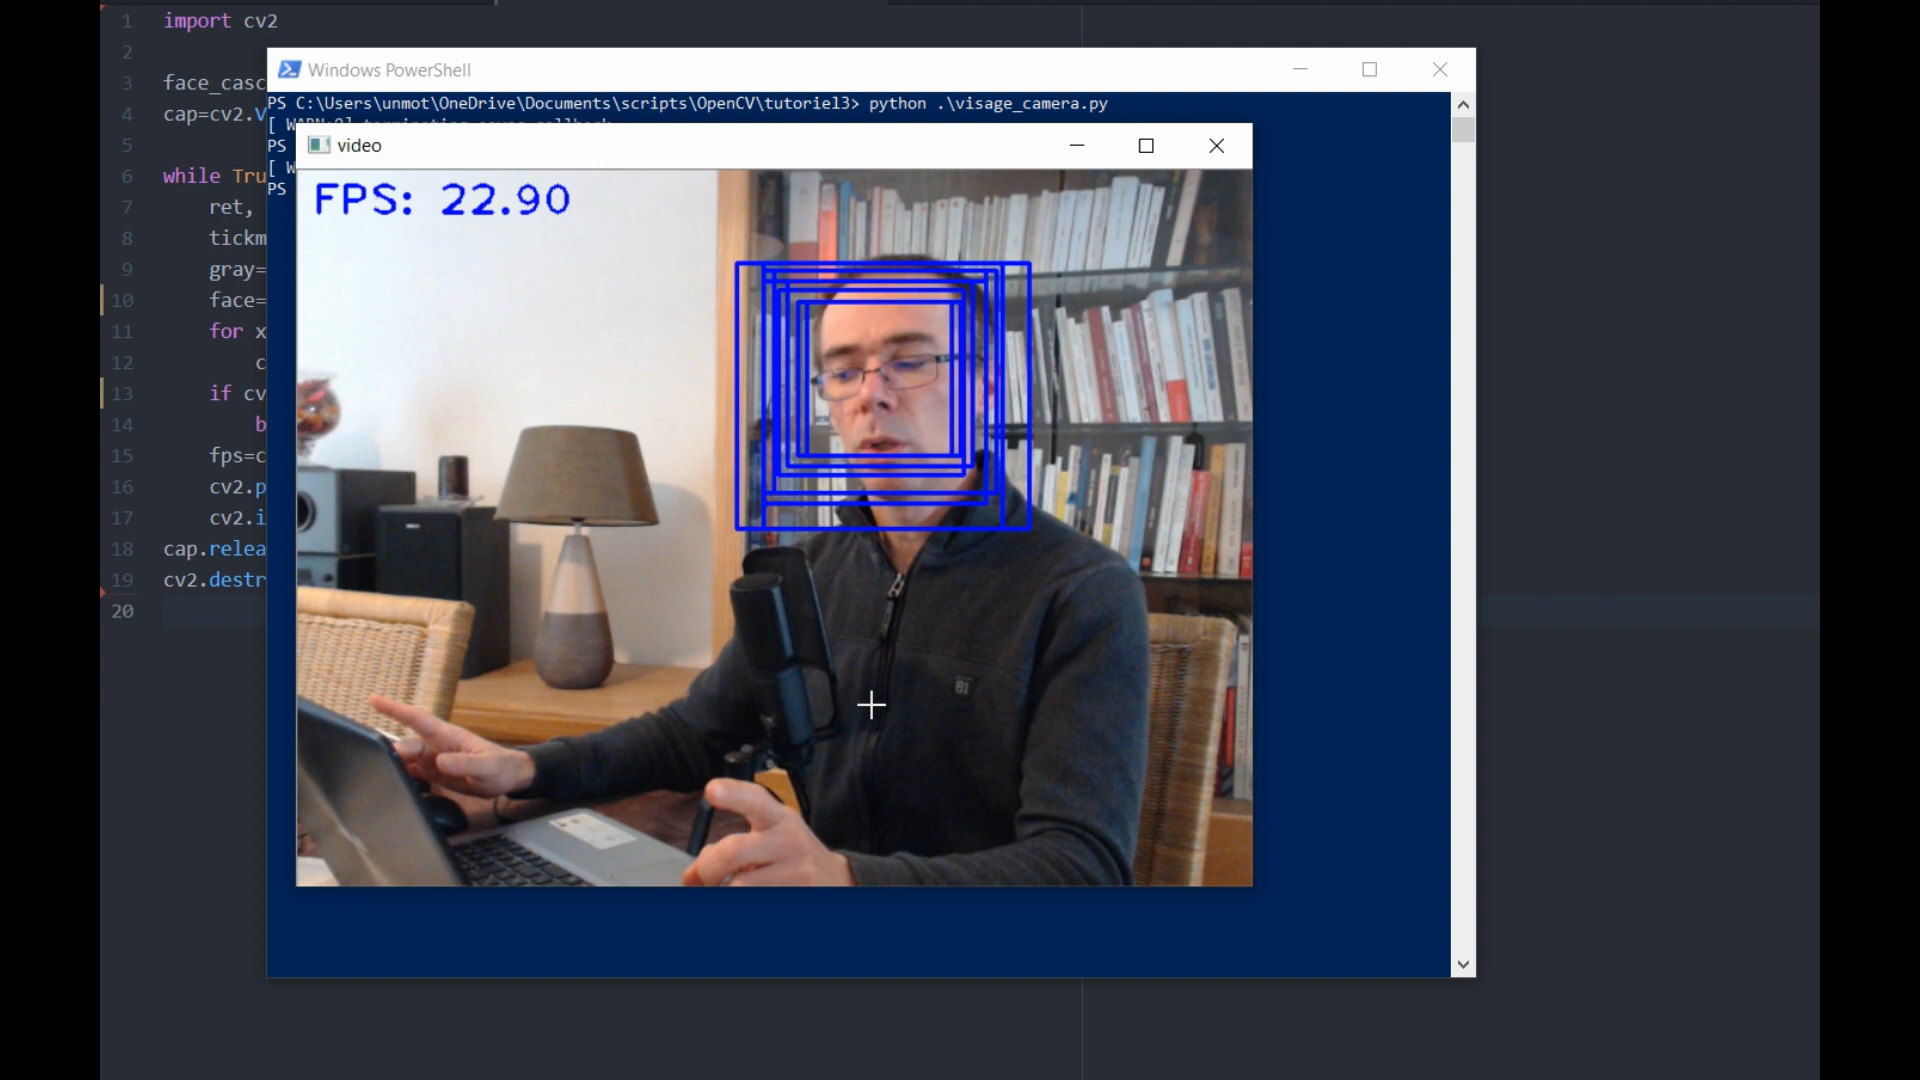 1 import cv2
2
3 face_casc
4 cap=cv2.V
5
6 while Tru
7 ret,
8 tickm
9 gray=
10 face=
11 for x
12 c
13 if cv
14 b
15 fps=c
16 cv2.p
17 cv2.i
18 cap.relea
19 cv2.destr
20
Windows PowerShell
PS C:\Users\unmot\OneDrive\Documents\scripts\OpenCV\tutoriel3> python .\visage_camera.py
[
PS
[ W
PS
video
FPS: 22.90
81